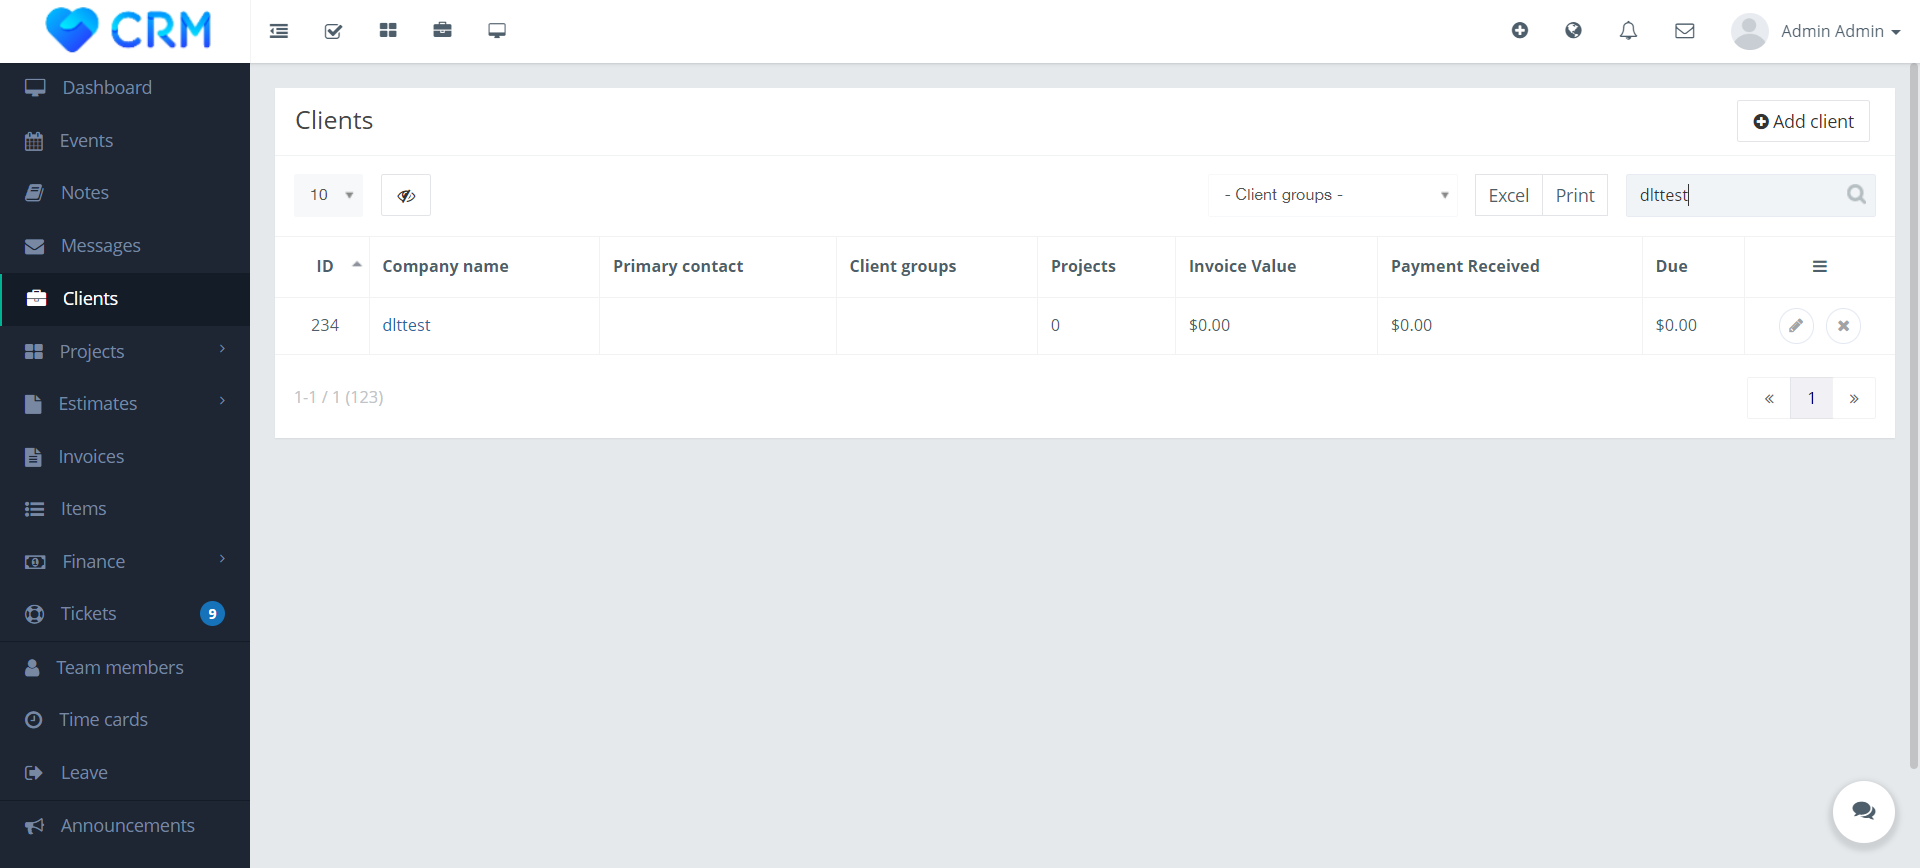 CRM
Admin Admin
Dashboard
Events
Notes
Messages
Clients
Projects
Estimates
Invoices
Items
Finance
Tickets 9
Team members
Time cards
Leave
Announcements
Clients
Add client
10
- Client groups -
Excel Print
dlttest
ID Company name Primary contact Client groups Projects Invoice Value Payment Received Due
234 dlttest 0 $0.00 $0.00 $0.00
1-1 / 1 (123)
« 1 »